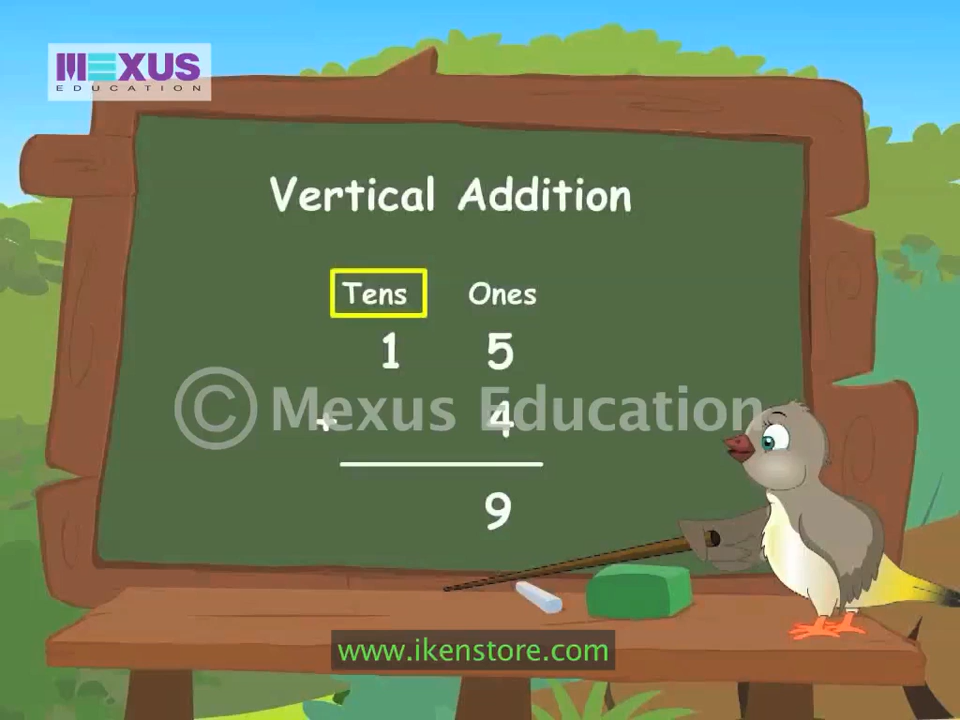 MEXUS
EDUCATION
Vertical Addition
Tens Ones
1 5
+ 4
9
© Mexus Education
www.ikenstore.com